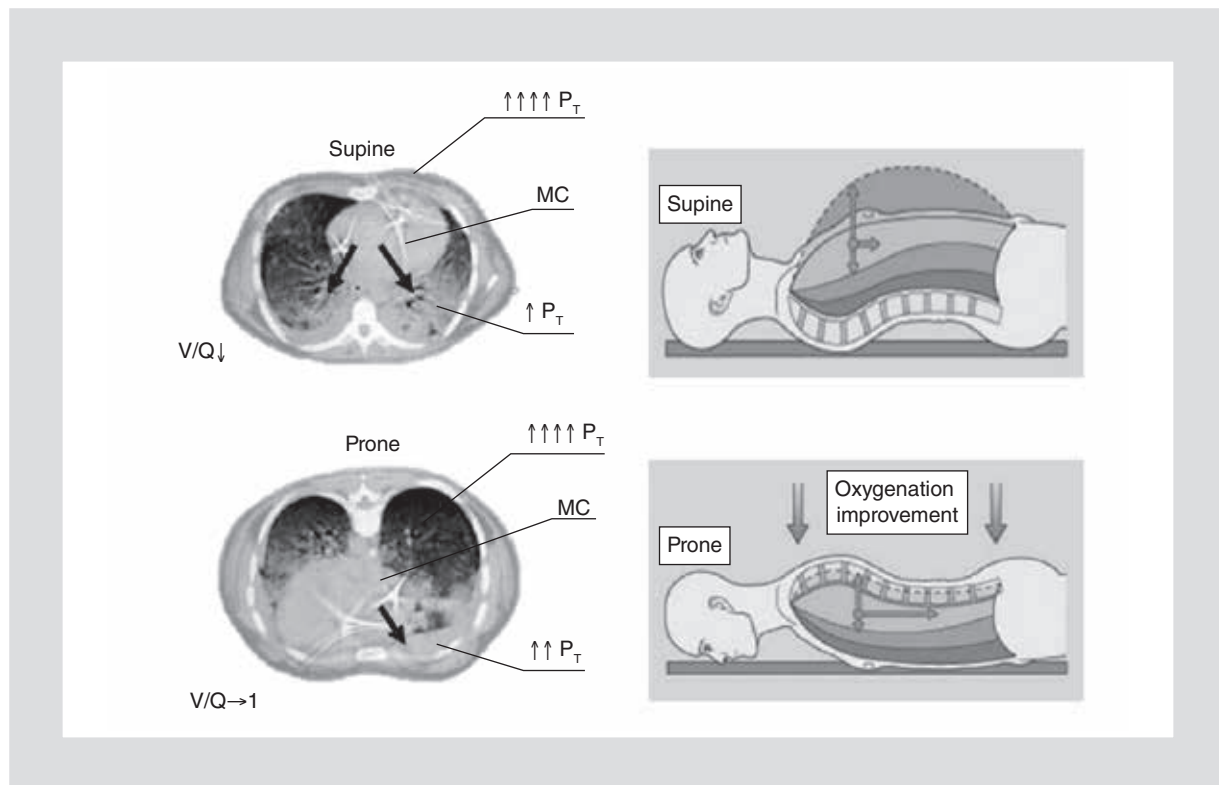 ↑↑↑↑ P_T
Supine
MC
↑ P_T
V/Q↓
Supine
↑↑↑↑ P_T
Prone
MC
↑↑ P_T
V/Q→1
Oxygenation
improvement
Prone